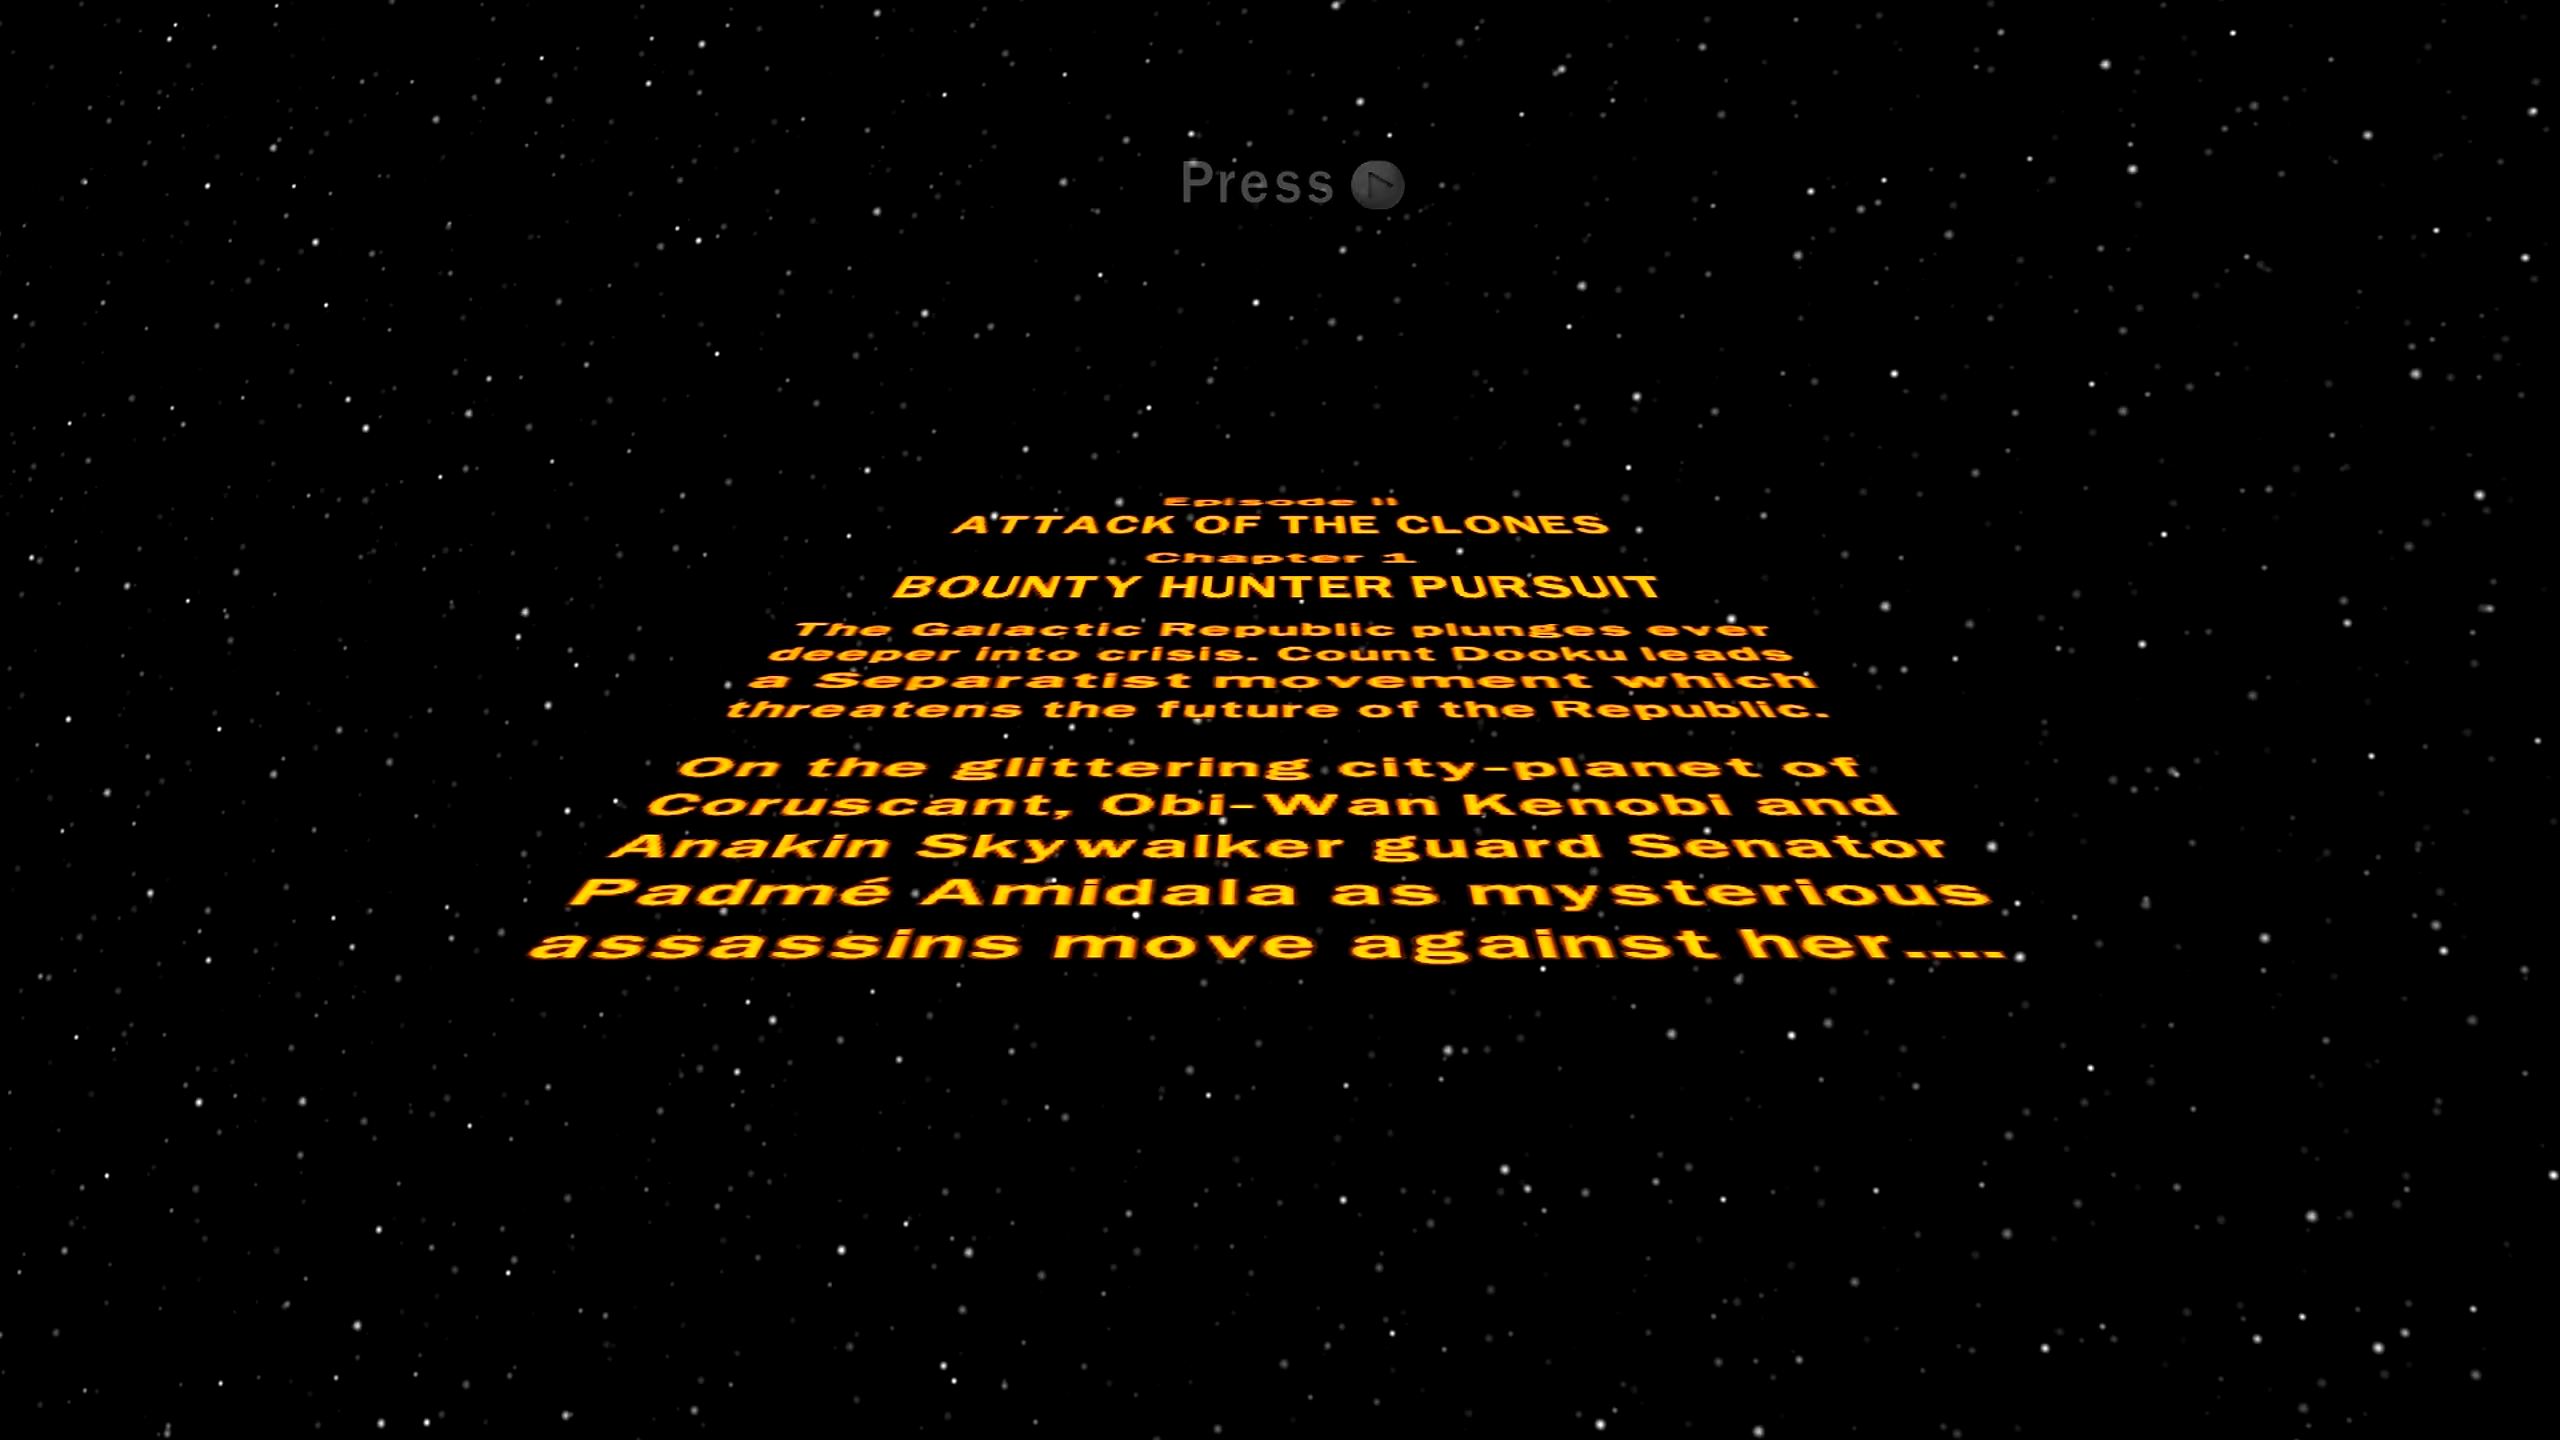 Press
Episode II
ATTACK OF THE CLONES
Chapter 1
BOUNTY HUNTER PURSUIT
The Galactic Republic plunges ever
deeper into crisis. Count Dooku leads
a Separatist movement which
threatens the future of the Republic.
On the glittering city-planet of
Coruscant, Obi-Wan Kenobi and
Anakin Skywalker guard Senator
Padmé Amidala as mysterious
assassins move against her....